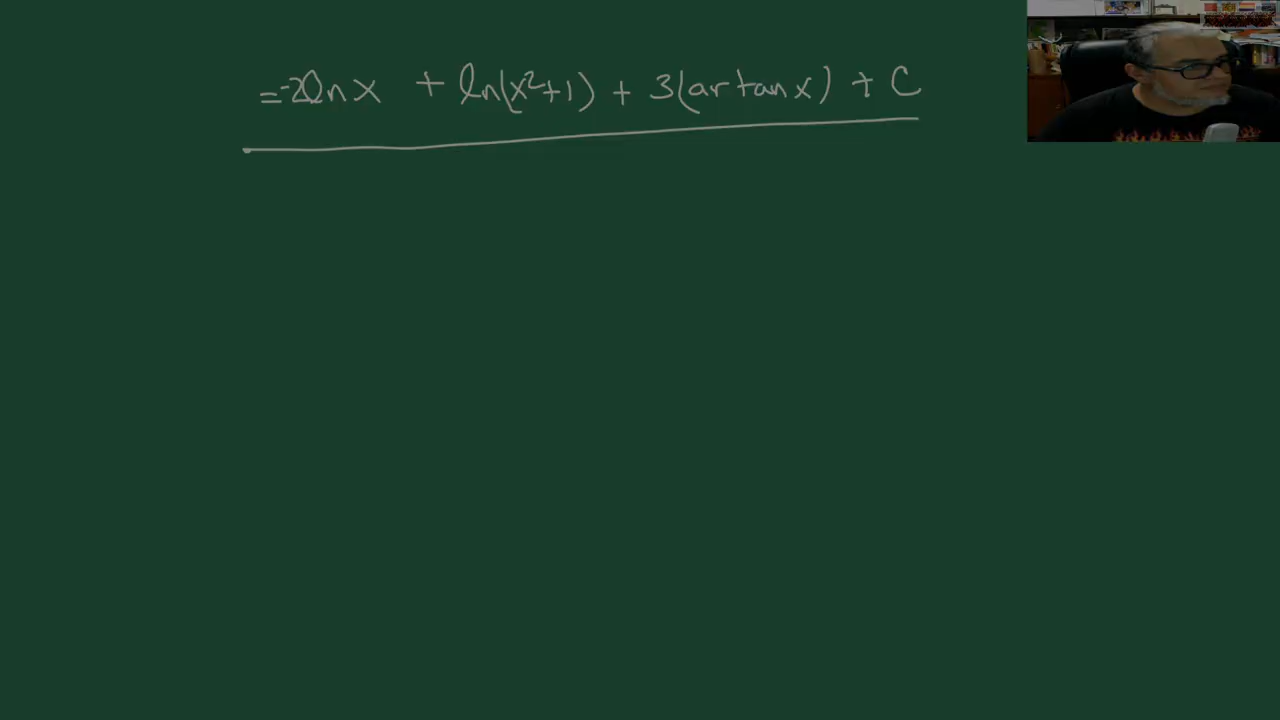 =-2ln x + ln(x²+1) + 3(artan x) + C